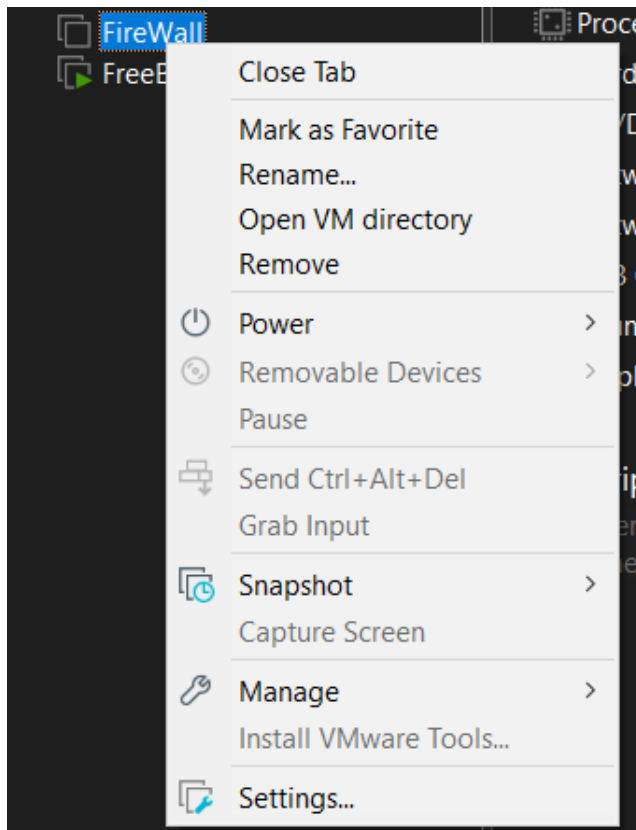 FireWall
Close Tab
Mark as Favorite
Rename...
Open VM directory
Remove
Power
Removable Devices
Pause
Send Ctrl+Alt+Del
Grab Input
Snapshot
Capture Screen
Manage
Install VMware Tools...
Settings...